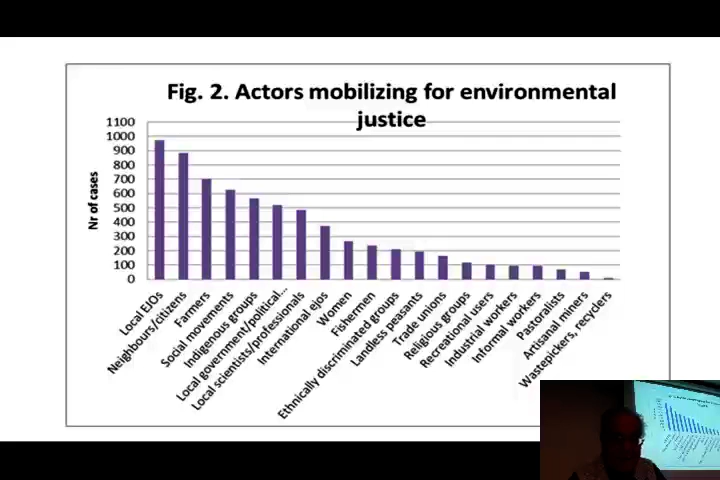 Fig. 2. Actors mobilizing for environmental
justice
Nr of cases
1100
1000
900
800
700
600
500
400
300
200
100
0
Local EJOs
Neighbours/citizens
Farmers
Social movements
Indigenous groups
Local government/political...
Local scientists/professionals
International ejos
Women
Fishermen
Ethnically discriminated groups
Landless peasants
Trade unions
Religious groups
Recreational users
Industrial workers
Informal workers
Pastoralists
Artisanal miners
Wastepickers, recyclers